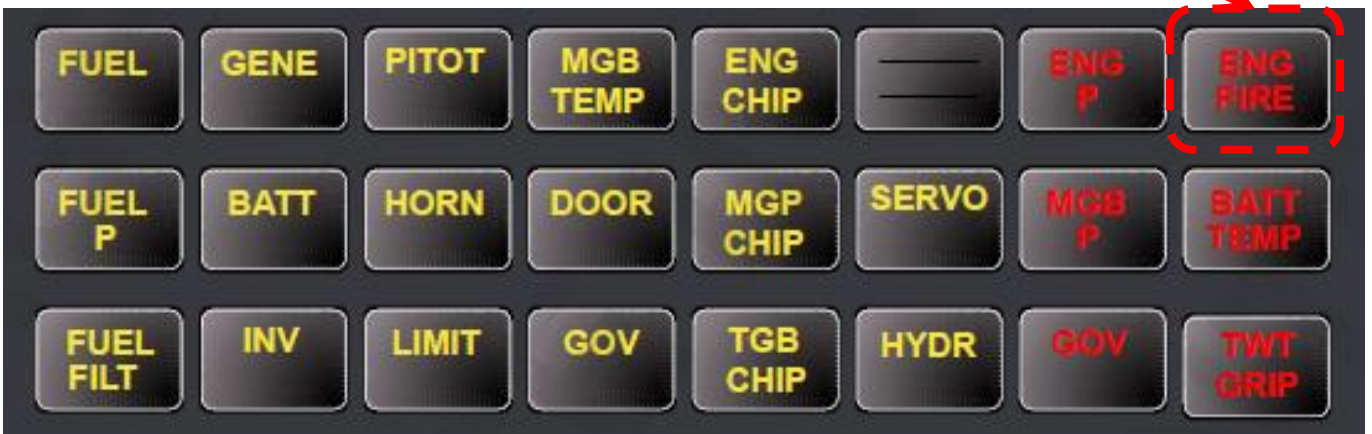 FUEL GENE PITOT MGB TEMP ENG CHIP ENG P ENG FIRE
FUEL P BATT HORN DOOR MGP CHIP SERVO MGB P BATT TEMP
FUEL FILT INV LIMIT GOV TGB CHIP HYDR GOV TWT GRIP